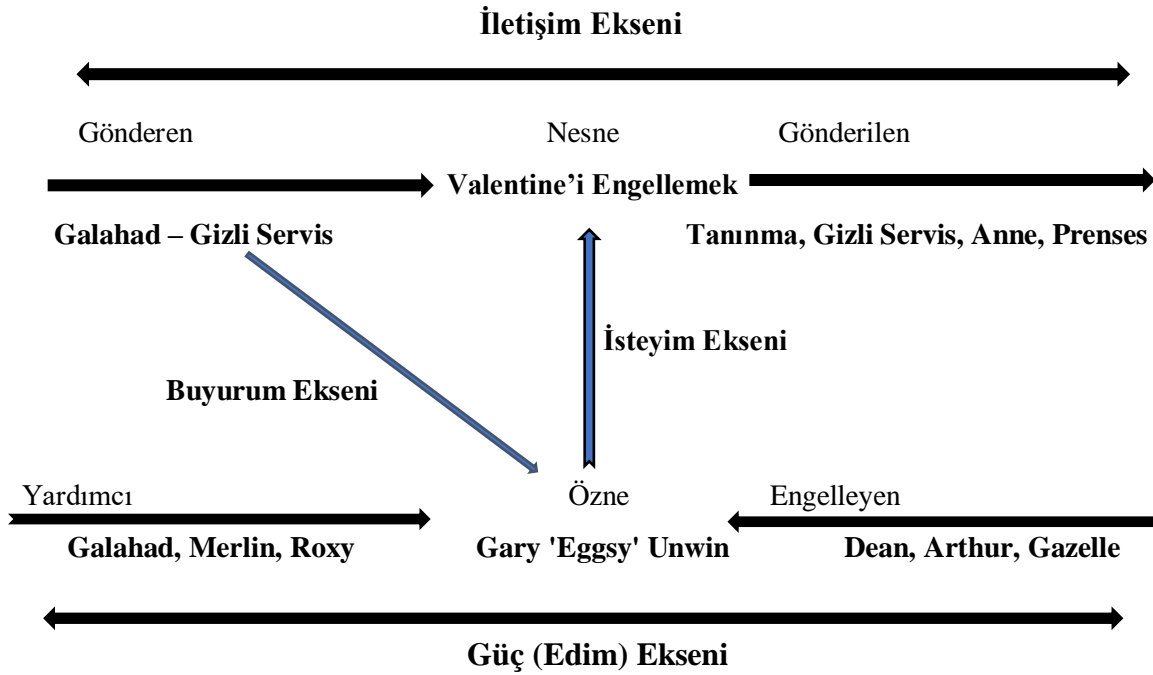 İletişim Ekseni
Gönderen Nesne Gönderilen
Valentine’i Engellemek
Galahad – Gizli Servis Tanınma, Gizli Servis, Anne, Prenses
İsteyim Ekseni
Buyurum Ekseni
Yardımcı Özne Engelleyen
Galahad, Merlin, Roxy Gary 'Eggsy' Unwin Dean, Arthur, Gazelle
Güç (Edim) Ekseni